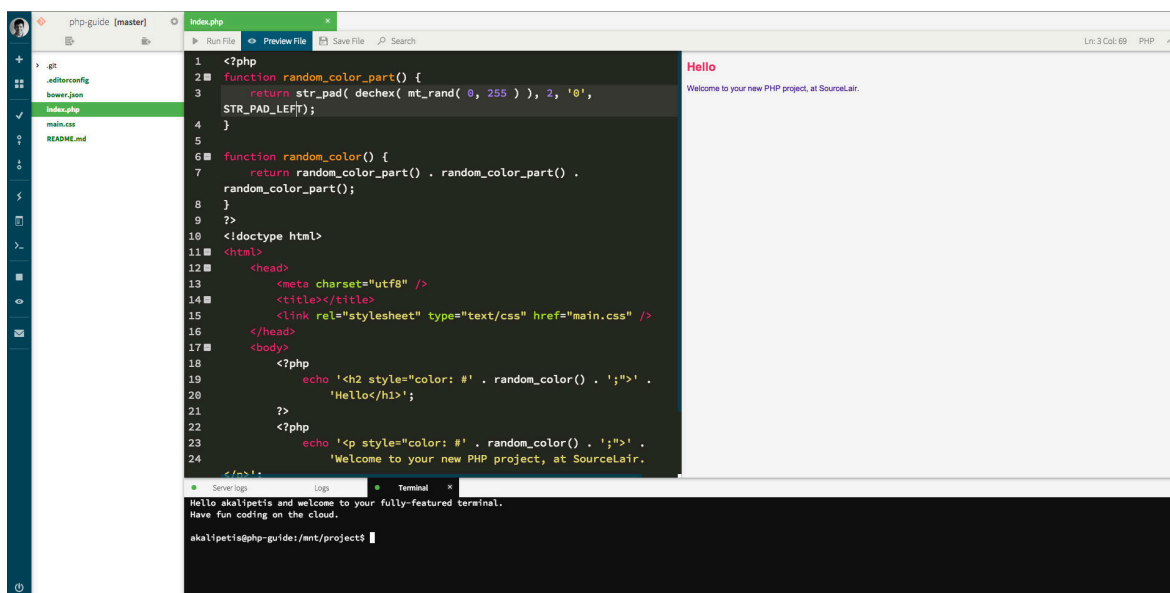 php-guide [master]
index.php ×
Run File Preview File Save File Search Ln: 3 Col: 69 PHP
.git
.editorconfig
bower.json
index.php
main.css
README.md
1 <?php
2 function random_color_part() {
3 return str_pad( dechex( mt_rand( 0, 255 ) ), 2, '0',
STR_PAD_LEFT);
4 }
5
6 function random_color() {
7 return random_color_part() . random_color_part() .
random_color_part();
8 }
9 ?>
10 <!doctype html>
11 <html>
12 <head>
13 <meta charset="utf8" />
14 <title></title>
15 <link rel="stylesheet" type="text/css" href="main.css" />
16 </head>
17 <body>
18 <?php
19 echo '<h2 style="color: #' . random_color() . ';">' .
20 'Hello</h1>';
21 ?>
22 <?php
23 echo '<p style="color: #' . random_color() . ';">' .
24 'Welcome to your new PHP project, at SourceLair.
</p>';
Hello
Welcome to your new PHP project, at SourceLair.
Server logs Logs Terminal ×
Hello akalipetis and welcome to your fully-featured terminal.
Have fun coding on the cloud.
akalipetis@php-guide:/mnt/project$